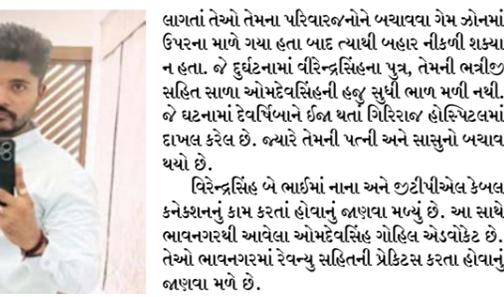 લાગતાં તેઓ તેમના પરિવારજનોને બચાવવા ગેમ ઝોનમાં
ઉપરના માળે ગયા હતા બાદ ત્યાથી બહાર નીકળી શક્યા
ન હતા. જે દુર્ઘટનામાં વીરેન્દ્રસિંહના પુત્ર, તેમની ભત્રીજી
સહિત સાળા ઓમદેવસિંહની હજુ સુધી ભાળ મળી નથી.
જે ઘટનામાં દેવર્ષિબાને ઈજા થતાં ગિરિરાજ હોસ્પિટલમાં
દાખલ કરેલ છે. જ્યારે તેમની પત્ની અને સાસુનો બચાવ
થયો છે.
વિરેન્દ્રસિંહ બે ભાઈમાં નાના અને જીટીપીએલ કેબલ
કનેક્શનનું કામ કરતાં હોવાનું જાણવા મળ્યું છે. આ સાથે
ભાવનગરથી આવેલા ઓમદેવસિંહ ગોહિલ એડવોકેટ છે.
તેઓ ભાવનગરમાં રેવન્યુ સહિતની પ્રેકિટસ કરતા હોવાનું
જાણવા મળે છે.